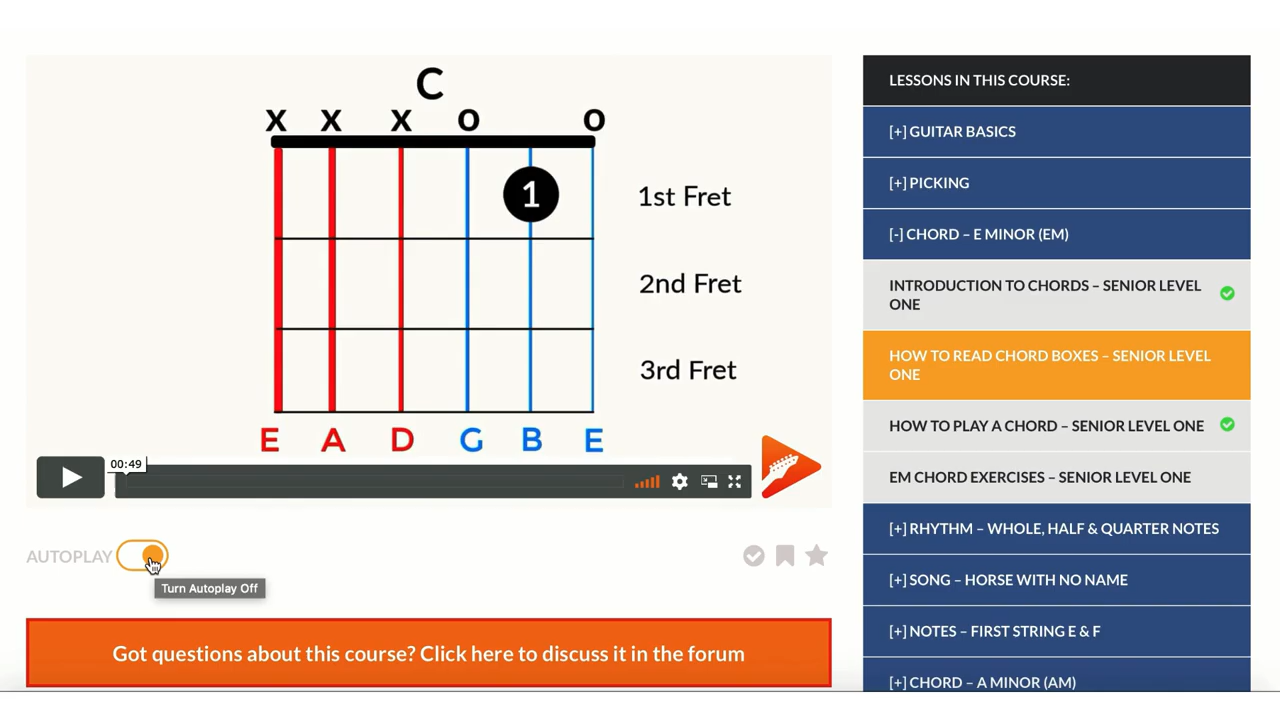 C
X X X O O
1
1st Fret
2nd Fret
3rd Fret
E A D G B E
00:49
AUTOPLAY
Turn Autoplay Off
Got questions about this course? Click here to discuss it in the forum
LESSONS IN THIS COURSE:
[+] GUITAR BASICS
[+] PICKING
[-] CHORD – E MINOR (EM)
INTRODUCTION TO CHORDS – SENIOR LEVEL
ONE
HOW TO READ CHORD BOXES – SENIOR LEVEL
ONE
HOW TO PLAY A CHORD – SENIOR LEVEL ONE
EM CHORD EXERCISES – SENIOR LEVEL ONE
[+] RHYTHM – WHOLE, HALF & QUARTER NOTES
[+] SONG – HORSE WITH NO NAME
[+] NOTES – FIRST STRING E & F
[+] CHORD – A MINOR (AM)